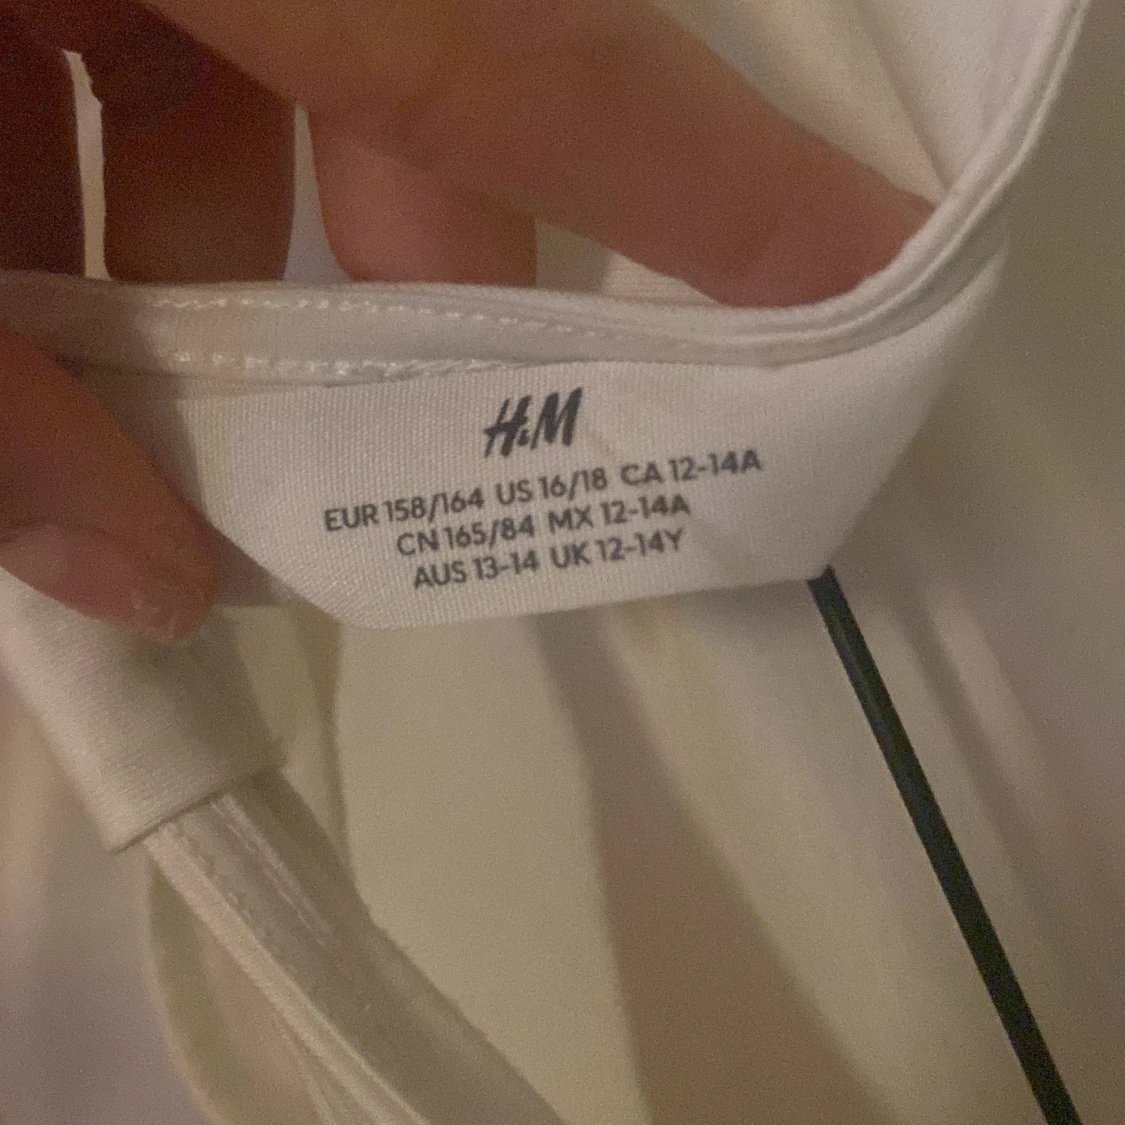 H&M
EUR 158/164 US 16/18 CA 12-14A
CN 165/84 MX 12-14A
AUS 13-14 UK 12-14Y